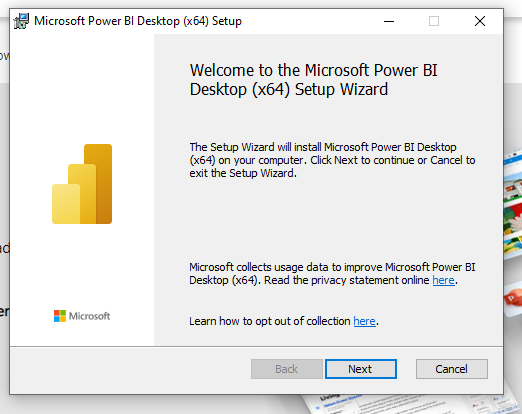 Microsoft Power BI Desktop (x64) Setup
Welcome to the Microsoft Power BI
Desktop (x64) Setup Wizard
The Setup Wizard will install Microsoft Power BI Desktop
(x64) on your computer. Click Next to continue or Cancel to
exit the Setup Wizard.
Microsoft collects usage data to improve Microsoft Power BI
Desktop (x64). Read the privacy statement online here.
Microsoft
Learn how to opt out of collection here.
Back Next Cancel